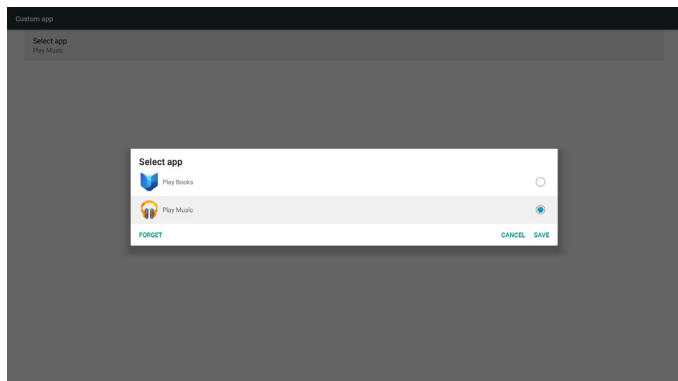 Custom app
Select app
Play Music
Select app
Play Books
Play Music
FORGET
CANCEL SAVE